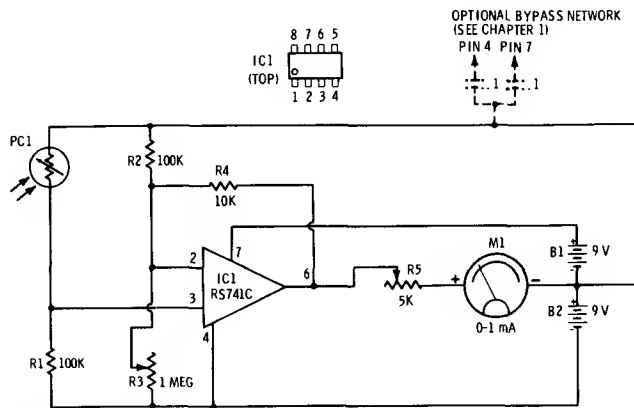 OPTIONAL BYPASS NETWORK
(SEE CHAPTER 1)
PIN 4 PIN 7
8 7 6 5
IC1
(TOP)
1 2 3 4
.1 .1
PC1
R2
100K
R4
10K
7
2
IC1
RS741C
6
3
4
R5
5K
M1
+
-
0-1 mA
B1
+
9 V
B2
+
9 V
R1
100K
R3
1 MEG